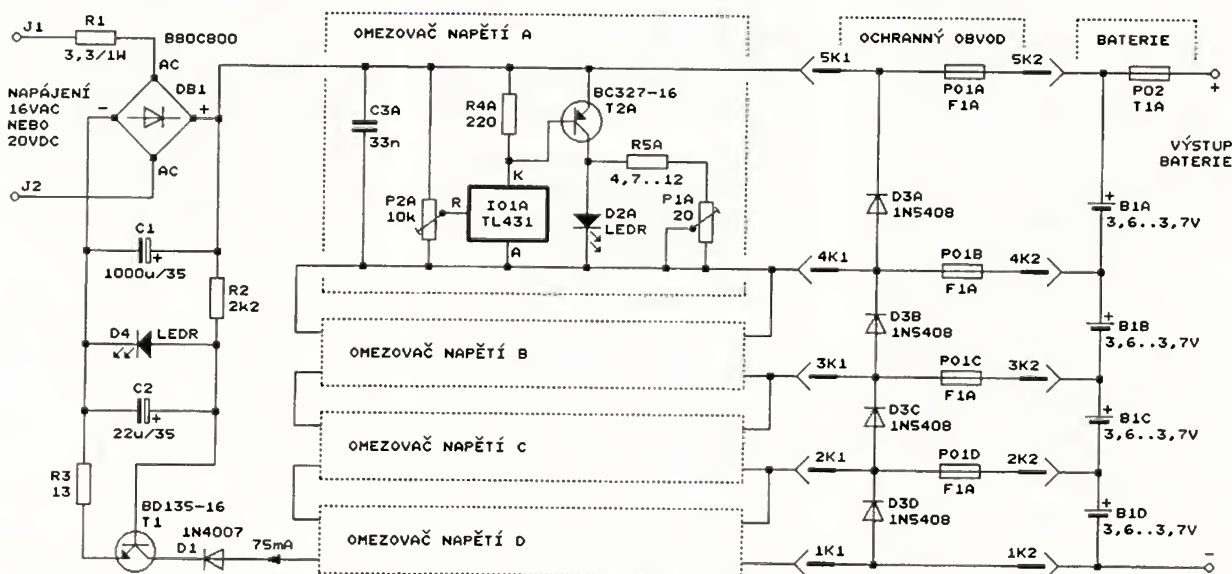 J1
R1
3,3/1W
B80C800
AC
DB1
-
+
NAPÁJENÍ
16VAC
NEBO
20VDC
AC
J2
C1
+
1000u/35
R2
2k2
D4
LEDR
C2
+
22u/35
R3
13
BD135-16
T1
1N4007
D1
75mA
OMEZOVAČ NAPĚTÍ A
C3A
33n
R4A
220
BC327-16
T2A
R5A
4,7..12
P2A
10k
R
K
IO1A
TL431
A
D2A
LEDR
P1A
20
OMEZOVAČ NAPĚTÍ B
OMEZOVAČ NAPĚTÍ C
OMEZOVAČ NAPĚTÍ D
OCHRANNÝ OBVOD
5K1
5K2
PO1A
F1A
D3A
1N5408
4K1
PO1B
4K2
F1A
D3B
1N5408
3K1
PO1C
3K2
F1A
D3C
1N5408
2K1
PO1D
2K2
F1A
D3D
1N5408
1K1
1K2
BATERIE
PO2
T1A
+
VÝSTUP
BATERIE
+
B1A
3,6..3,7V
+
B1B
3,6..3,7V
+
B1C
3,6..3,7V
+
B1D
3,6..3,7V
-